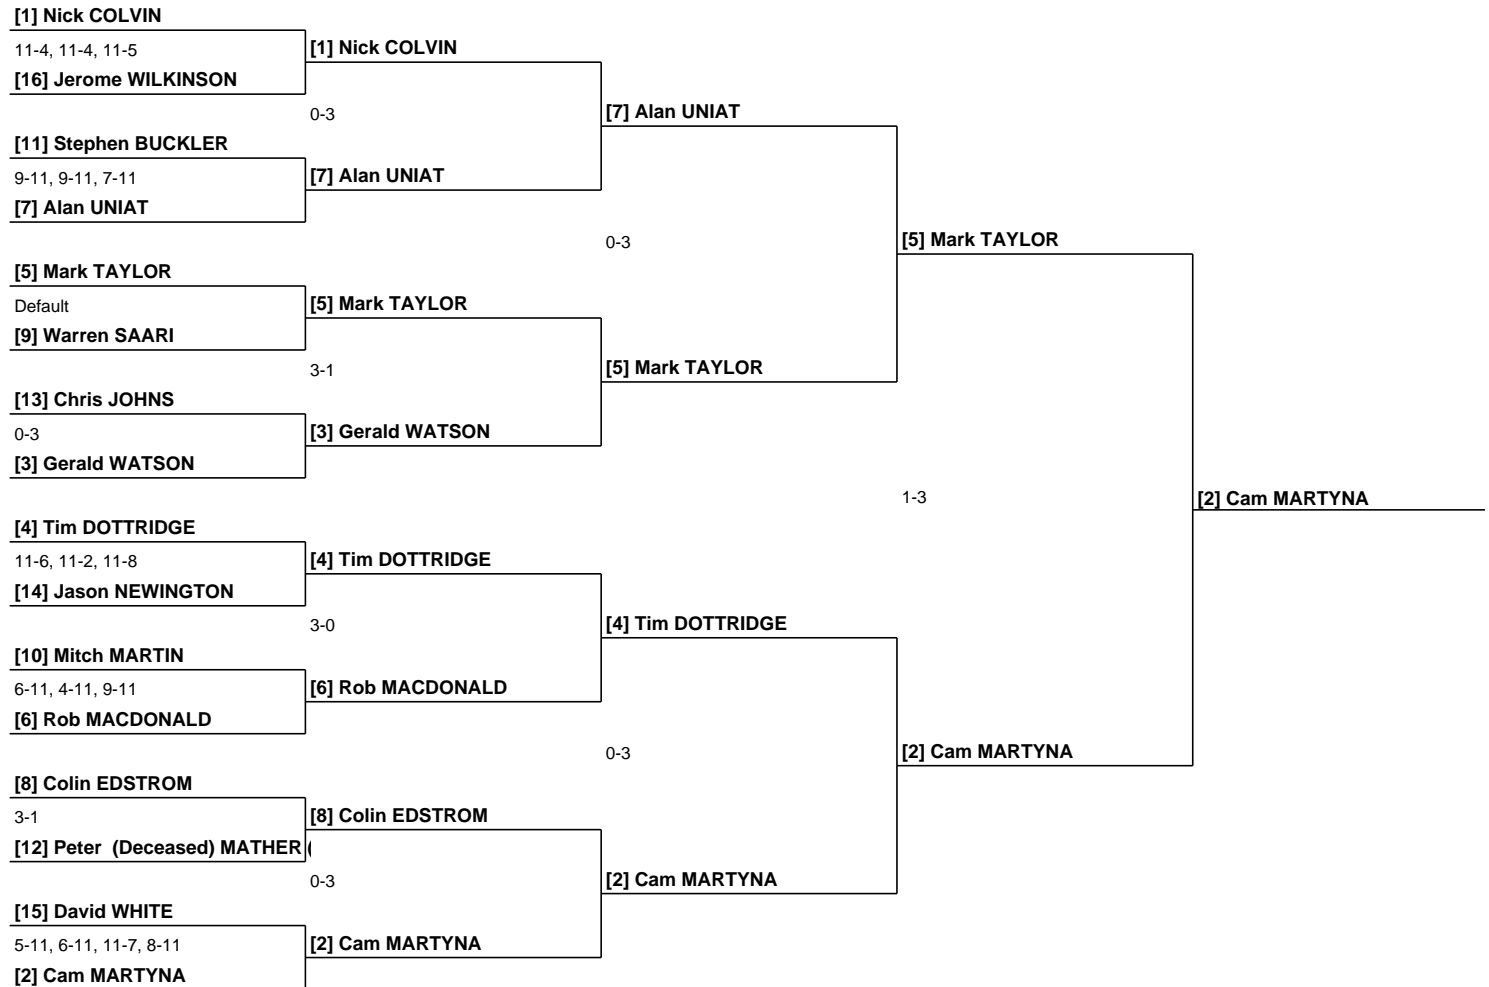 [1] Nick COLVIN
11-4, 11-4, 11-5
[16] Jerome WILKINSON
[11] Stephen BUCKLER
9-11, 9-11, 7-11
[7] Alan UNIAT
[5] Mark TAYLOR
Default
[9] Warren SAARI
[13] Chris JOHNS
0-3
[3] Gerald WATSON
[4] Tim DOTTRIDGE
11-6, 11-2, 11-8
[14] Jason NEWINGTON
[10] Mitch MARTIN
6-11, 4-11, 9-11
[6] Rob MACDONALD
[8] Colin EDSTROM
3-1
[12] Peter (Deceased) MATHER (
[15] David WHITE
5-11, 6-11, 11-7, 8-11
[2] Cam MARTYNA
[1] Nick COLVIN
0-3
[7] Alan UNIAT
[5] Mark TAYLOR
3-1
[3] Gerald WATSON
[4] Tim DOTTRIDGE
3-0
[6] Rob MACDONALD
[8] Colin EDSTROM
0-3
[2] Cam MARTYNA
[7] Alan UNIAT
0-3
[5] Mark TAYLOR
[4] Tim DOTTRIDGE
0-3
[2] Cam MARTYNA
[5] Mark TAYLOR
1-3
[2] Cam MARTYNA
[2] Cam MARTYNA